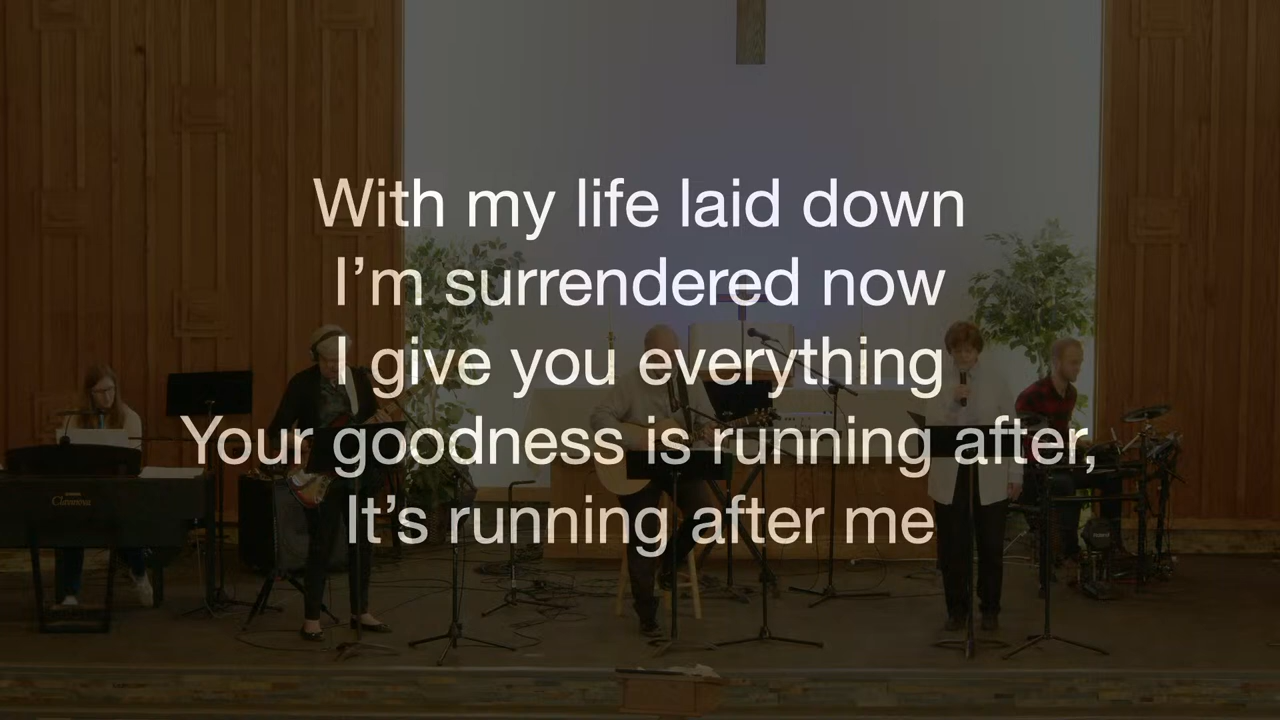 With my life laid down
I’m surrendered now
I give you everything
Your goodness is running after,
It’s running after me
Clavinova